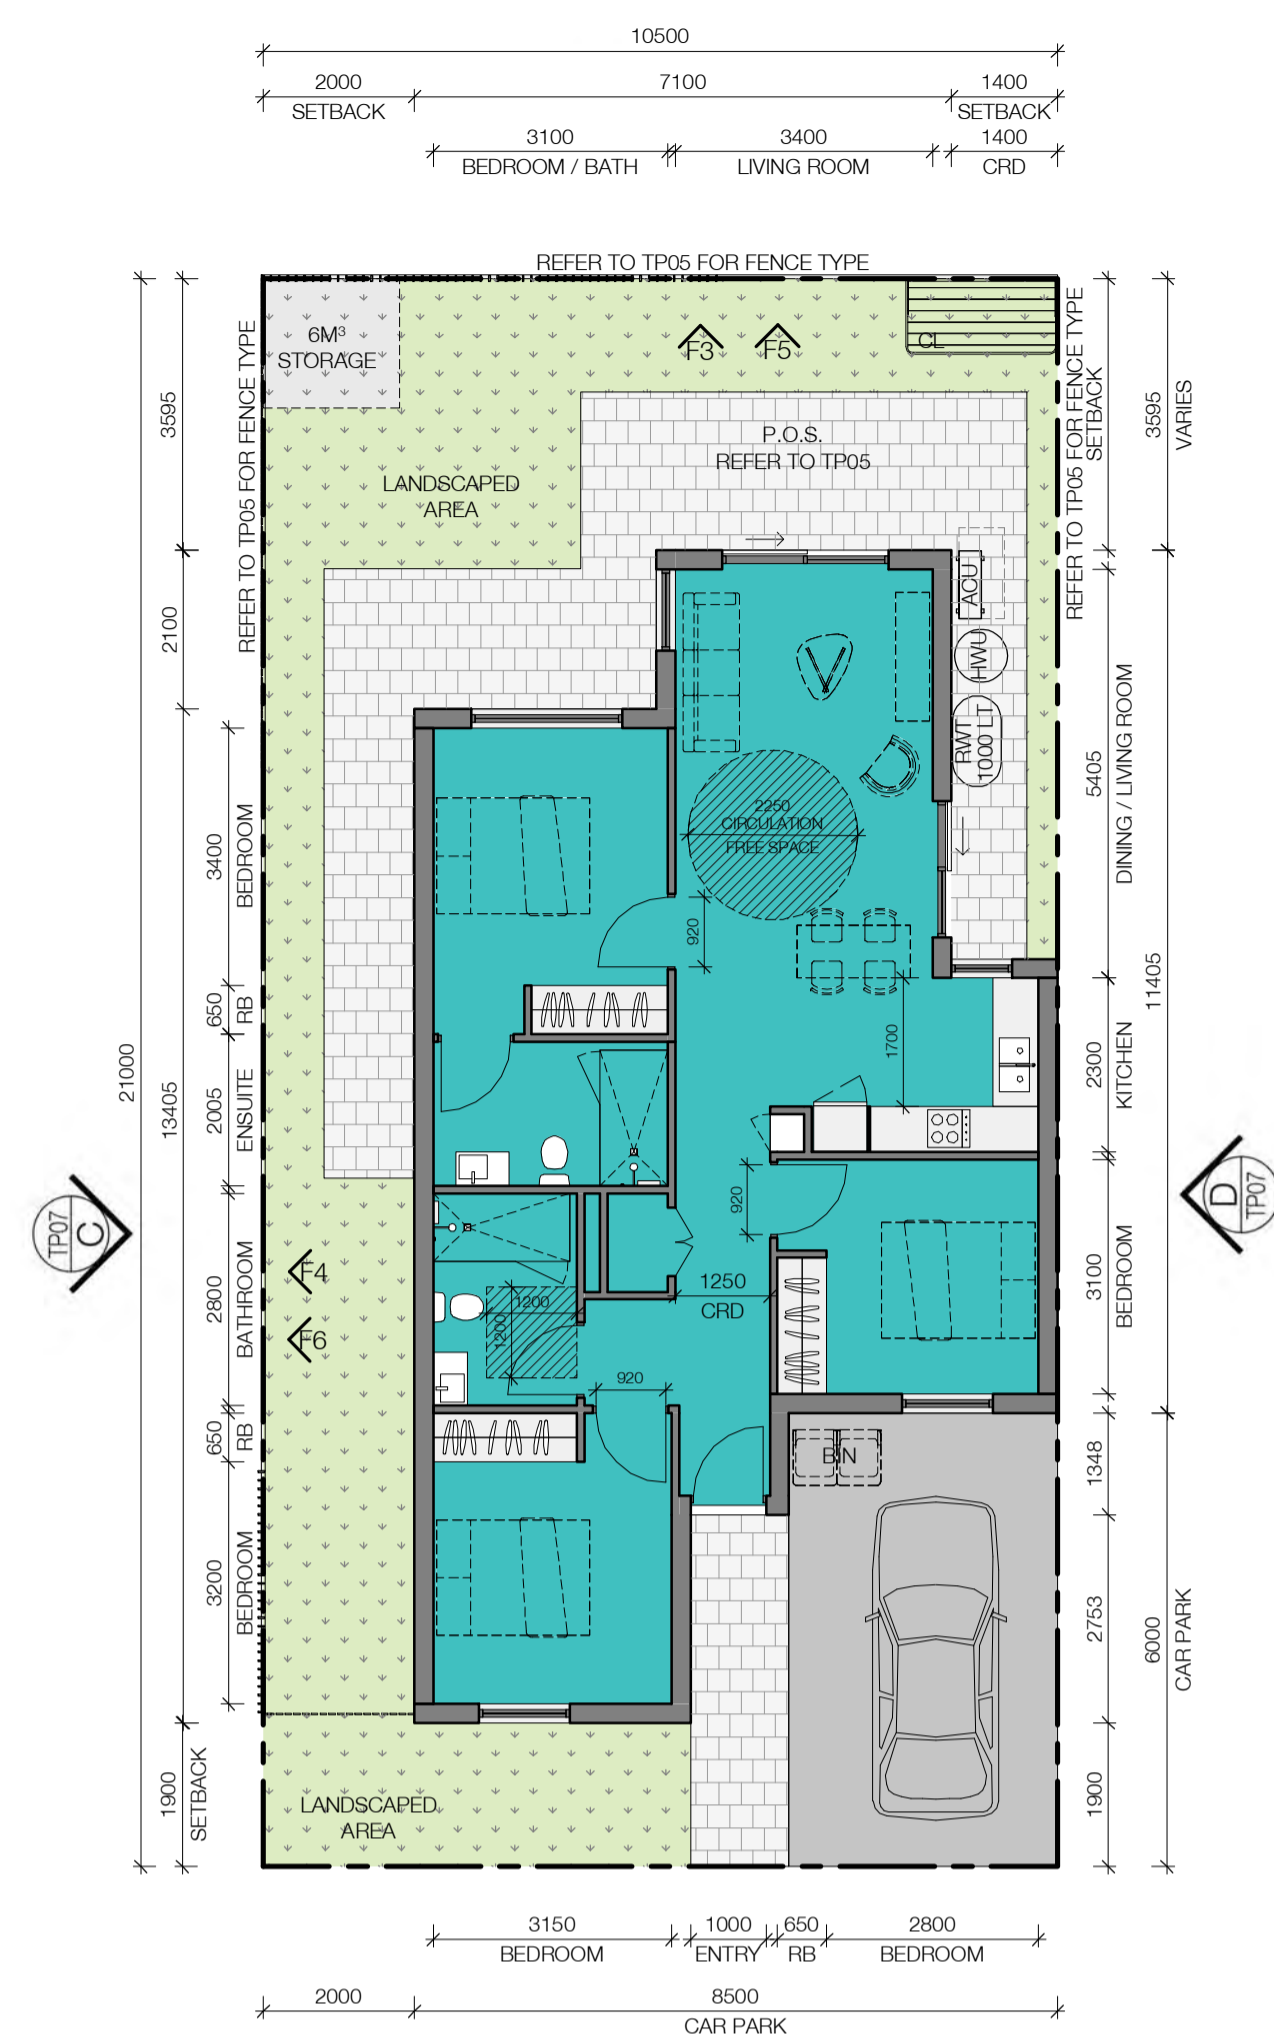 10500
2000
7100
1400
SETBACK
SETBACK
3100
3400
1400
BEDROOM / BATH
LIVING ROOM
CRD
REFER TO TP05 FOR FENCE TYPE
REFER TO TP05 FOR FENCE TYPE
REFER TO TP05 FOR FENCE TYPE
6M³
STORAGE
F3
F5
CL
SETBACK
3595
3595
VARIES
P.O.S.
REFER TO TP05
LANDSCAPED
AREA
2100
ACU
HWU
RWT
1000 LT
5405
DINING / LIVING ROOM
2250
CIRCULATION
FREE SPACE
3400
BEDROOM
920
650
RB
1700
11405
21000
13405
2005
ENSUITE
2300
KITCHEN
TP07
C
D
TP07
920
F4
F6
2800
BATHROOM
1200
1200
1250
CRD
3100
BEDROOM
920
650
RB
BIN
1348
3200
BEDROOM
2753
6000
CAR PARK
1900
SETBACK
LANDSCAPED
AREA
1900
3150
1000
650
2800
BEDROOM
ENTRY
RB
BEDROOM
2000
8500
CAR PARK